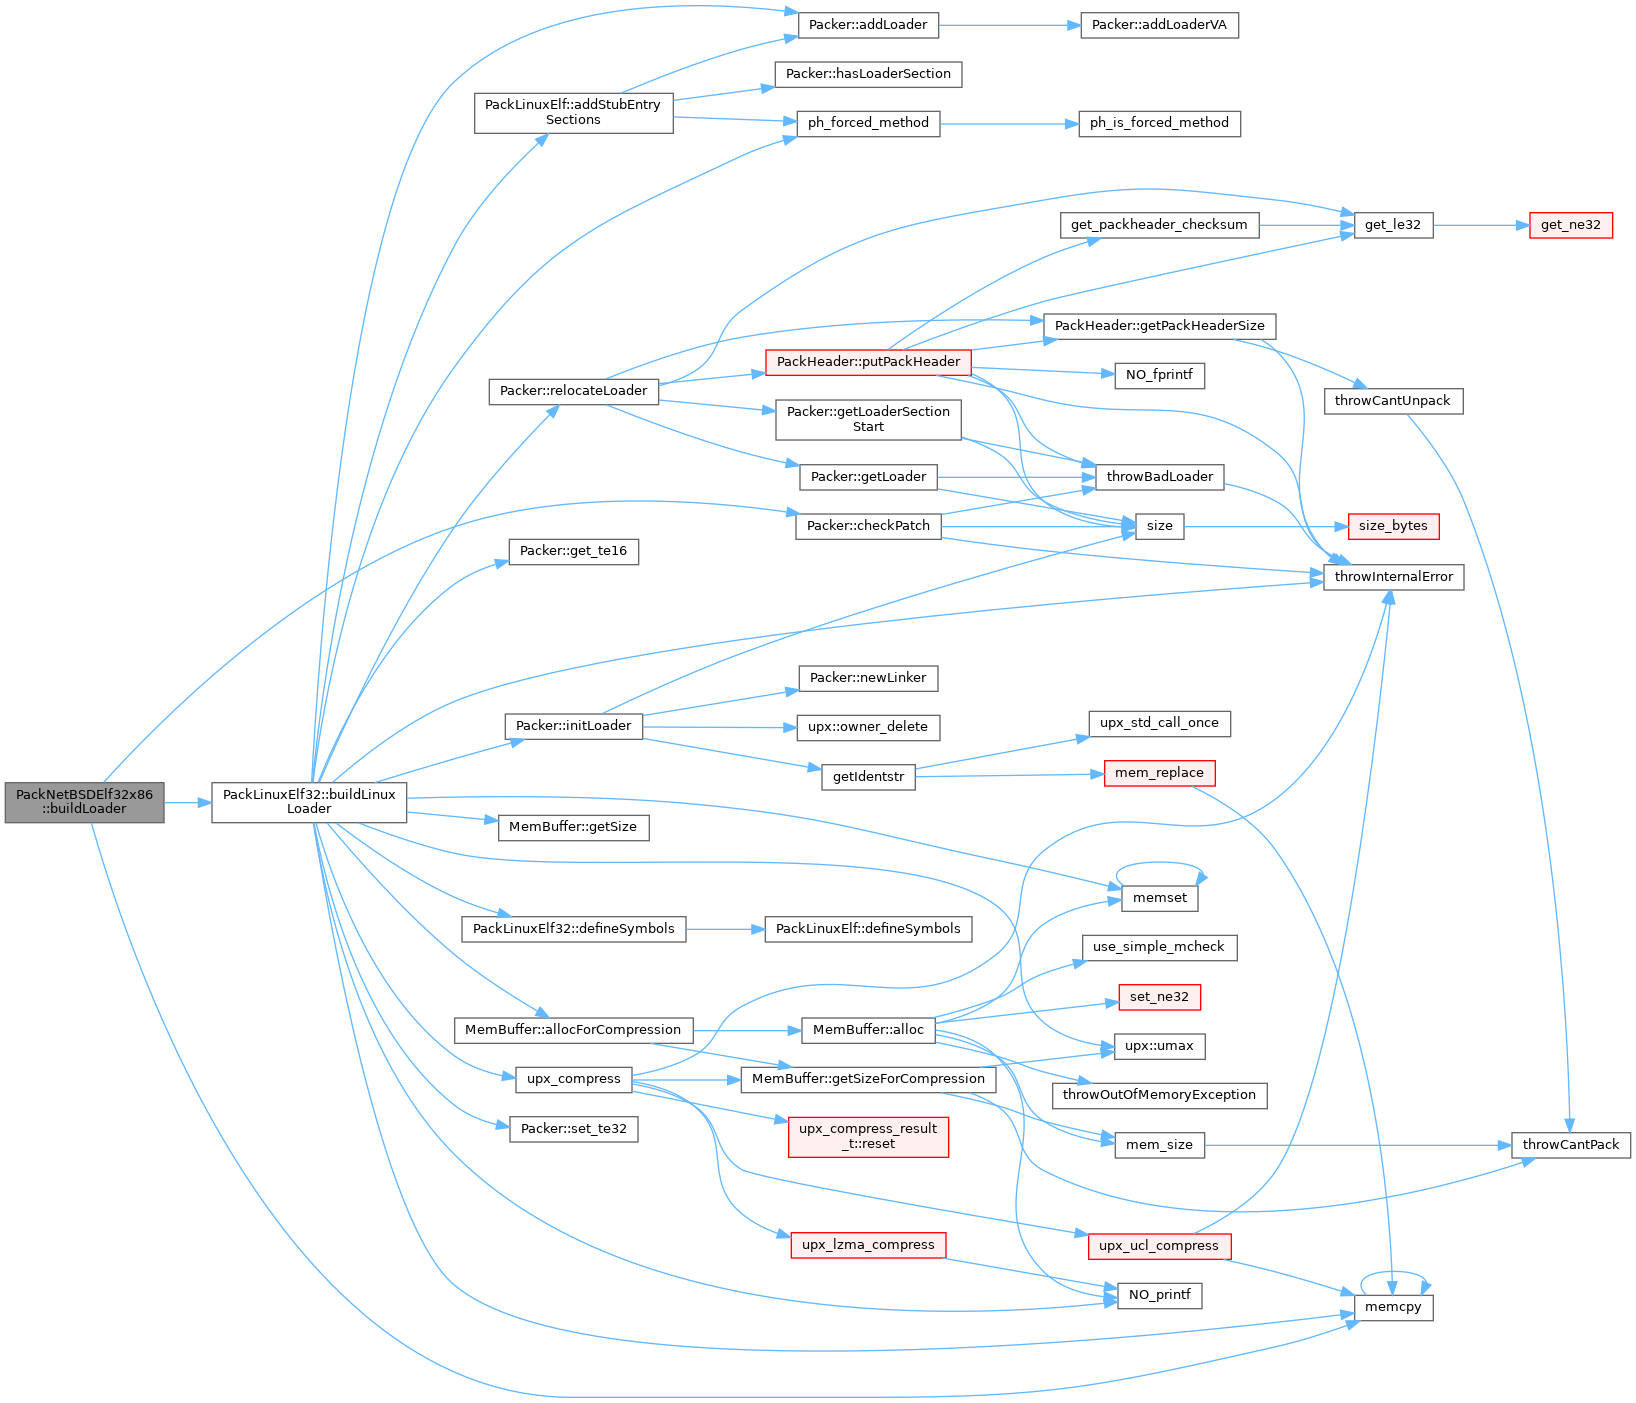 PackNetBSDElf32x86
::buildLoader
PackLinuxElf32::buildLinux
Loader
Packer::addLoader
Packer::addLoaderVA
PackLinuxElf::addStubEntry
Sections
Packer::hasLoaderSection
ph_forced_method
ph_is_forced_method
Packer::relocateLoader
PackHeader::putPackHeader
get_packheader_checksum
get_le32
get_ne32
PackHeader::getPackHeaderSize
NO_fprintf
throwCantUnpack
Packer::getLoaderSection
Start
Packer::getLoader
throwBadLoader
Packer::checkPatch
size
size_bytes
Packer::get_te16
throwInternalError
Packer::initLoader
Packer::newLinker
upx::owner_delete
getIdentstr
upx_std_call_once
mem_replace
MemBuffer::getSize
memset
PackLinuxElf32::defineSymbols
PackLinuxElf::defineSymbols
use_simple_mcheck
set_ne32
MemBuffer::allocForCompression
MemBuffer::alloc
upx::umax
upx_compress
MemBuffer::getSizeForCompression
throwOutOfMemoryException
Packer::set_te32
upx_compress_result
_t::reset
mem_size
throwCantPack
upx_lzma_compress
upx_ucl_compress
NO_printf
memcpy